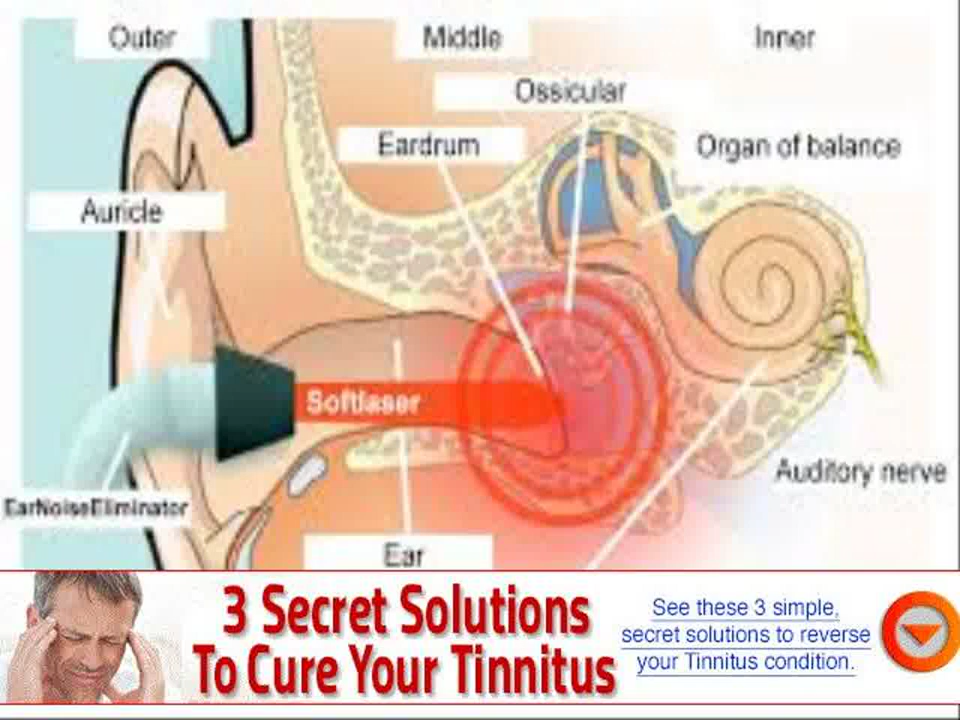 Outer
Middle
Inner
Ossicular
Eardrum
Organ of balance
Auricle
Softlaser
Auditory nerve
EarNoiseEliminator
Ear
3 Secret Solutions
To Cure Your Tinnitus
See these 3 simple,
secret solutions to reverse
your Tinnitus condition.